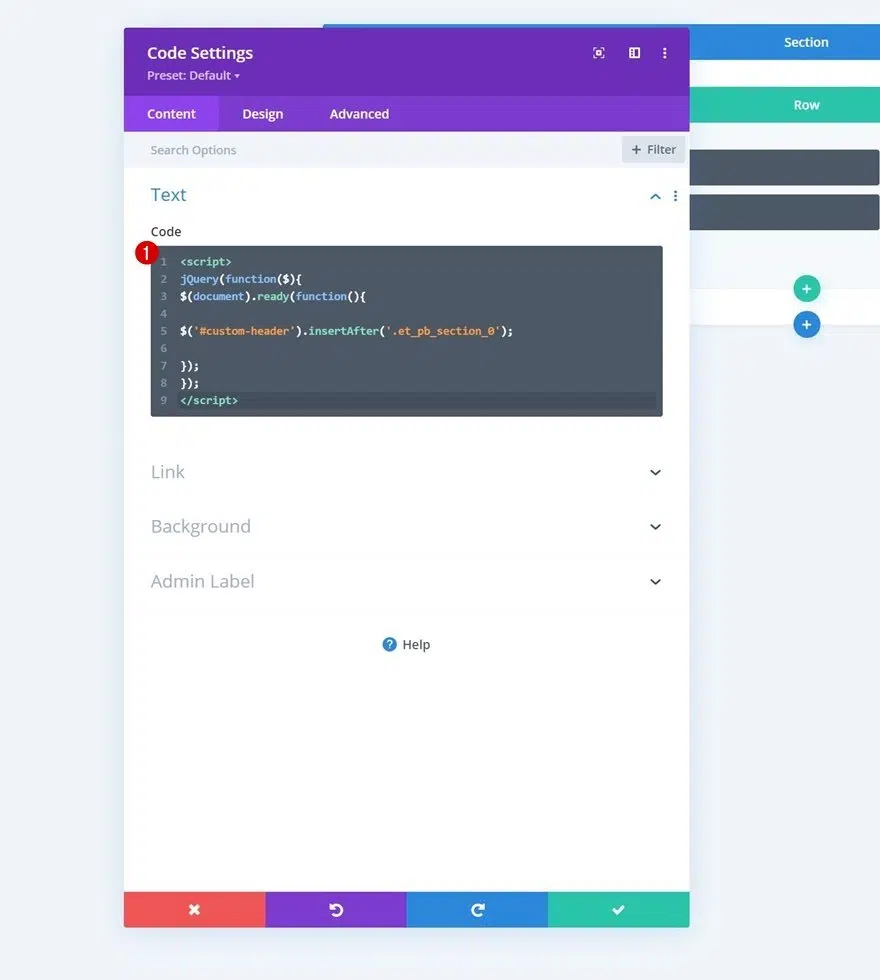 Code Settings
Preset: Default
Section
Content Design Advanced
Row
Search Options
+ Filter
Text
Code
1
1 <script>
2 jQuery(function($){
3 $(document).ready(function(){
4
5 $('#custom-header').insertAfter('.et_pb_section_0');
6
7 });
8 });
9 </script>
Link
Background
Admin Label
? Help